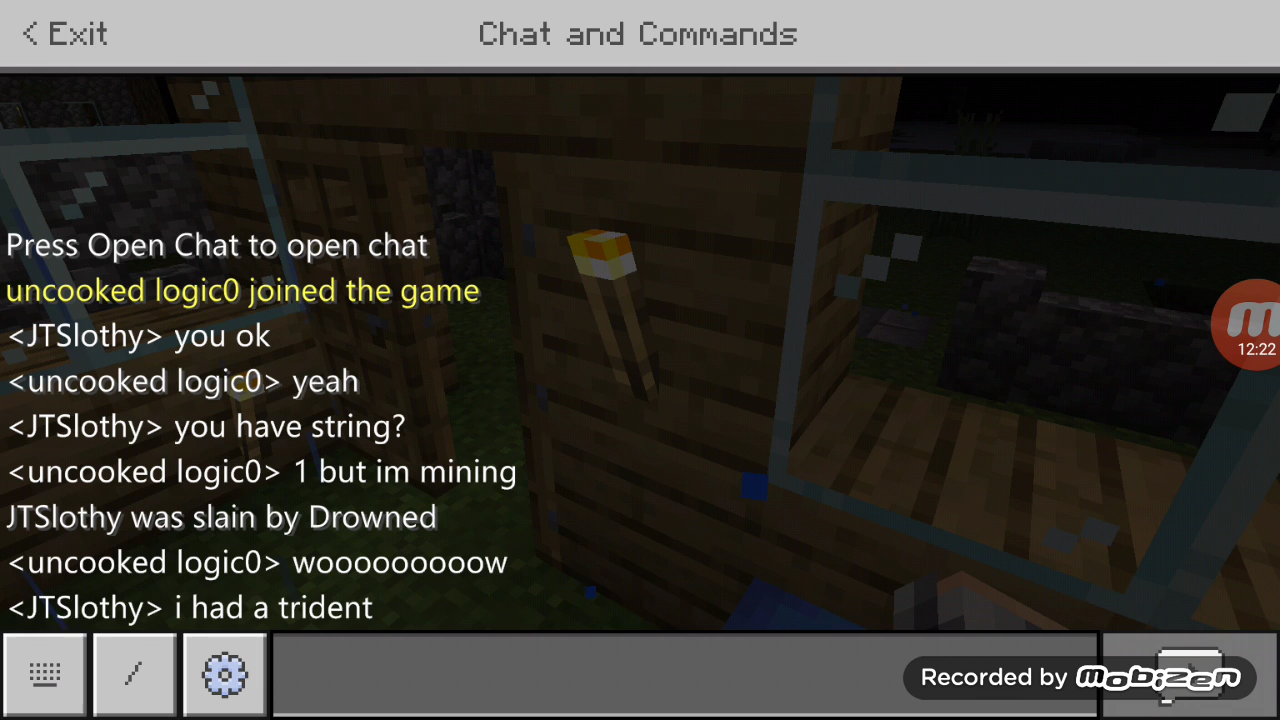 < Exit
Chat and Commands
Press Open Chat to open chat
uncooked logic0 joined the game
<JTSlothy> you ok
<uncooked logic0> yeah
<JTSlothy> you have string?
<uncooked logic0> 1 but im mining
JTSlothy was slain by Drowned
<uncooked logic0> wooooooooow
<JTSlothy> i had a trident
12:22
/
Recorded by mobizen